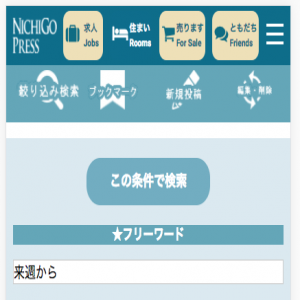 NICHIGO PRESS
求人 Jobs
住まい Rooms
売ります For Sale
ともだち Friends
絞り込み検索 ブックマーク 新規投稿 編集・削除
この条件で検索
★フリーワード
来週から